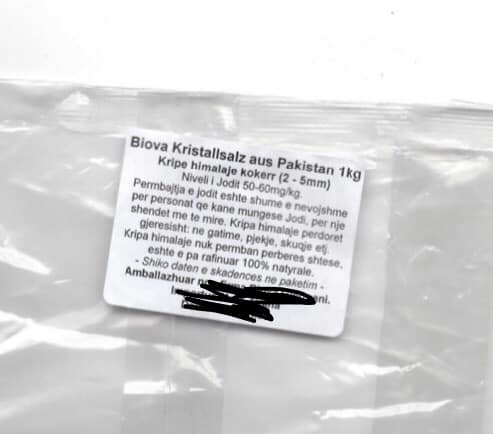 Biova Kristallsalz aus Pakistan 1kg
Kripe himalaje kokerr (2 - 5mm)
Niveli i Jodit 50-60mg/kg.
Permbajtja e jodit eshte shume e nevojshme
per personat qe kane mungese Jodi, per nje
shendet me te mire. Kripa himalaje perdoret
gjeresisht: ne gatime, pjekje, skuqje etj.
Kripa himalaje nuk permban perberes shtese,
eshte e pa rafinuar 100% natyrale.
- Shiko daten e skadences ne paketim -
Amballazhuar